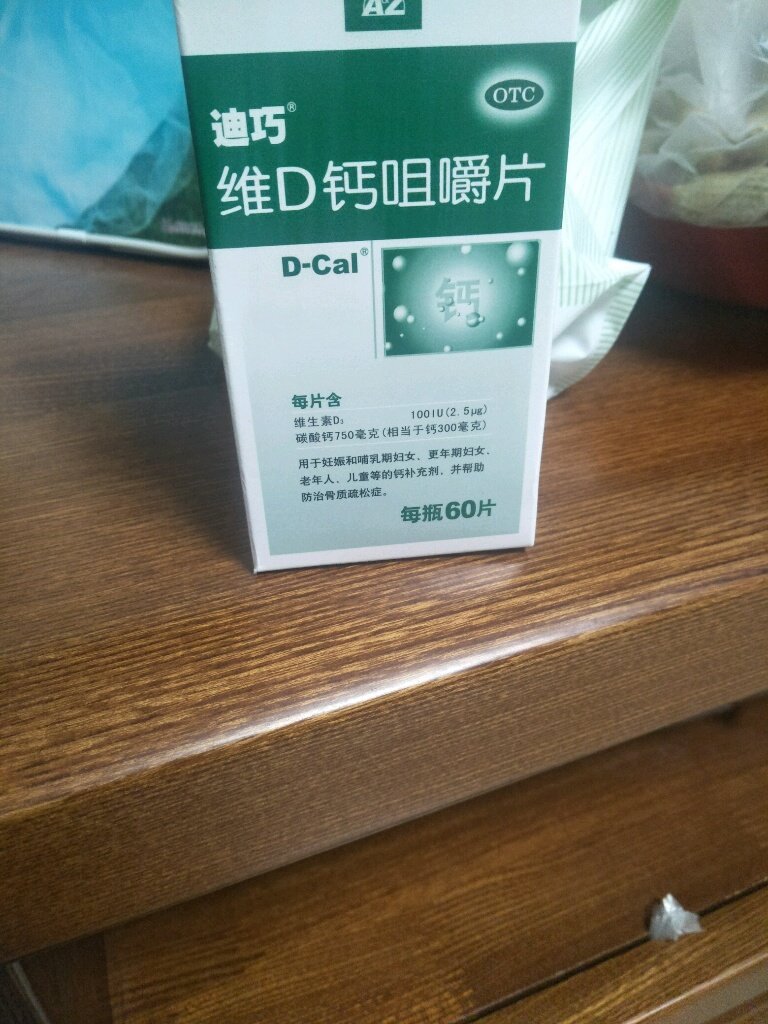 AZ
OTC
迪巧®
维D钙咀嚼片
D-Cal®
钙
每片含
维生素D₃ 100IU(2.5μg)
碳酸钙750毫克(相当于钙300毫克)
用于妊娠和哺乳期妇女、更年期妇女、
老年人、儿童等的钙补充剂，并帮助
防治骨质疏松症。
每瓶60片